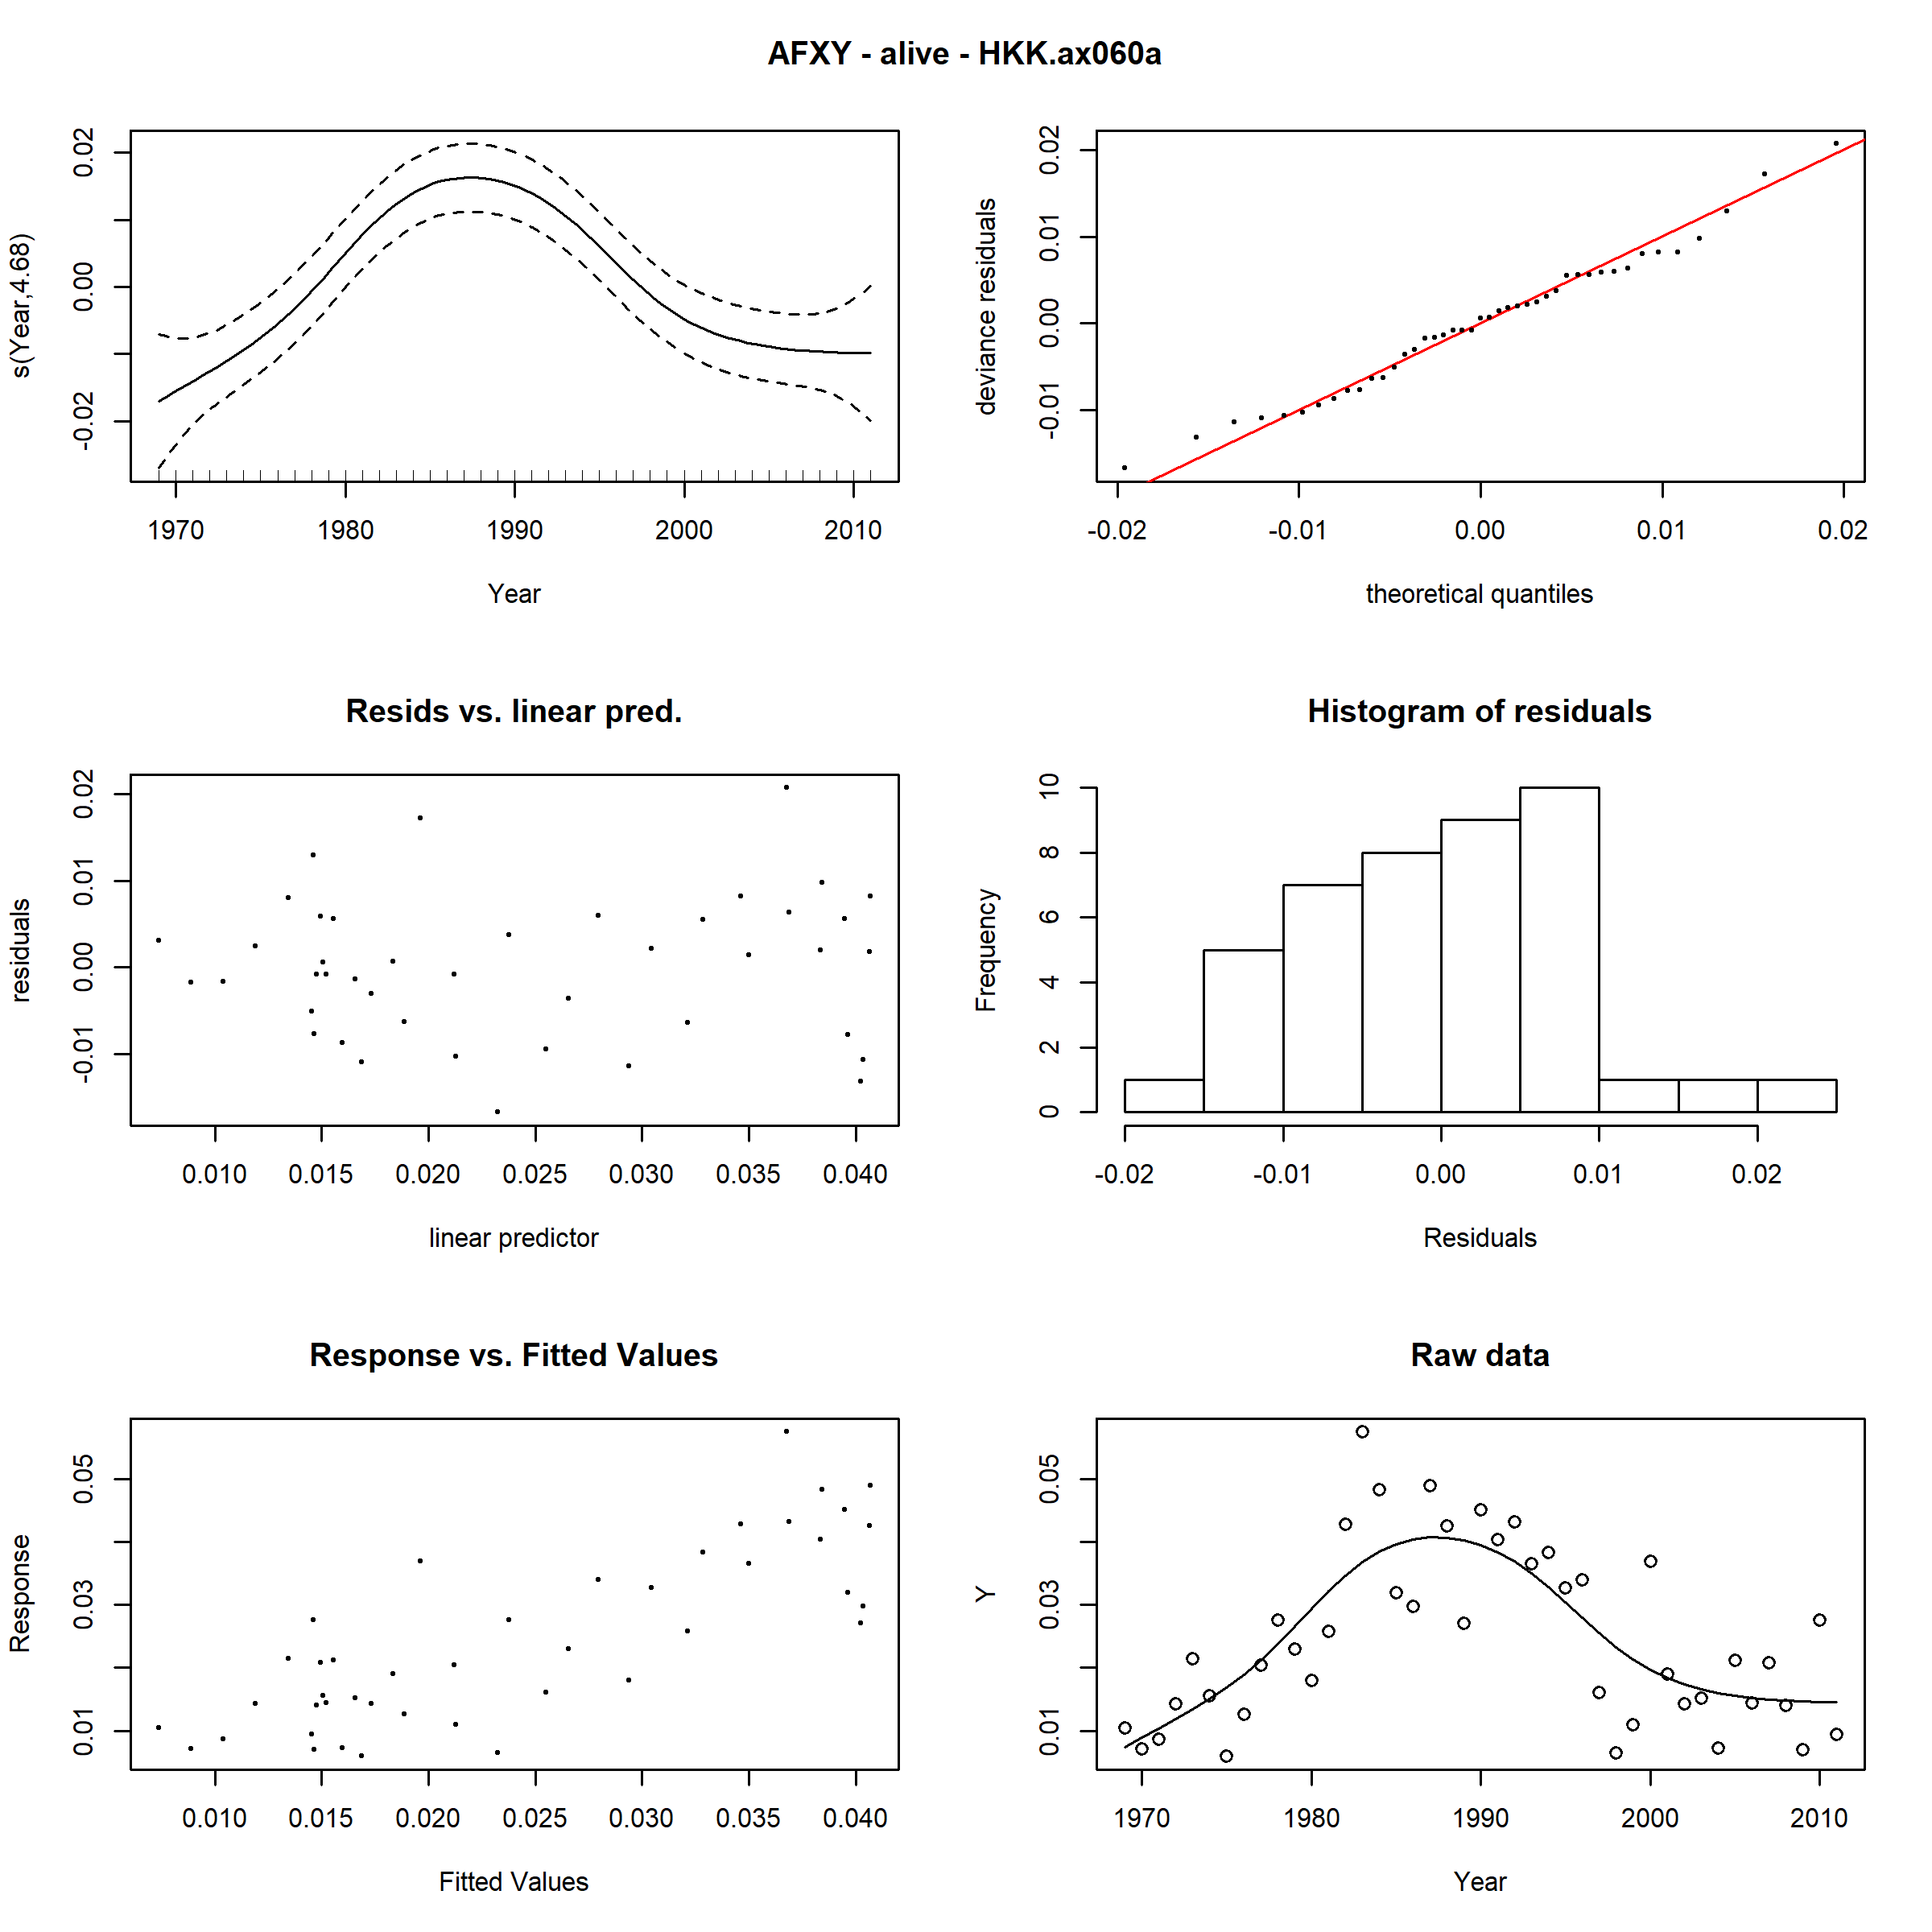 AFXY - alive - HKK.ax060a
s(Year,4.68)
-0.02 0.00 0.02
1970 1980 1990 2000 2010
Year
deviance residuals
-0.01 0.00 0.01 0.02
-0.02 -0.01 0.00 0.01 0.02
theoretical quantiles
Resids vs. linear pred.
residuals
-0.01 0.00 0.01 0.02
0.010 0.015 0.020 0.025 0.030 0.035 0.040
linear predictor
Histogram of residuals
Frequency
0 2 4 6 8 10
-0.02 -0.01 0.00 0.01 0.02
Residuals
Response vs. Fitted Values
Response
0.01 0.03 0.05
0.010 0.015 0.020 0.025 0.030 0.035 0.040
Fitted Values
Raw data
Y
0.01 0.03 0.05
1970 1980 1990 2000 2010
Year